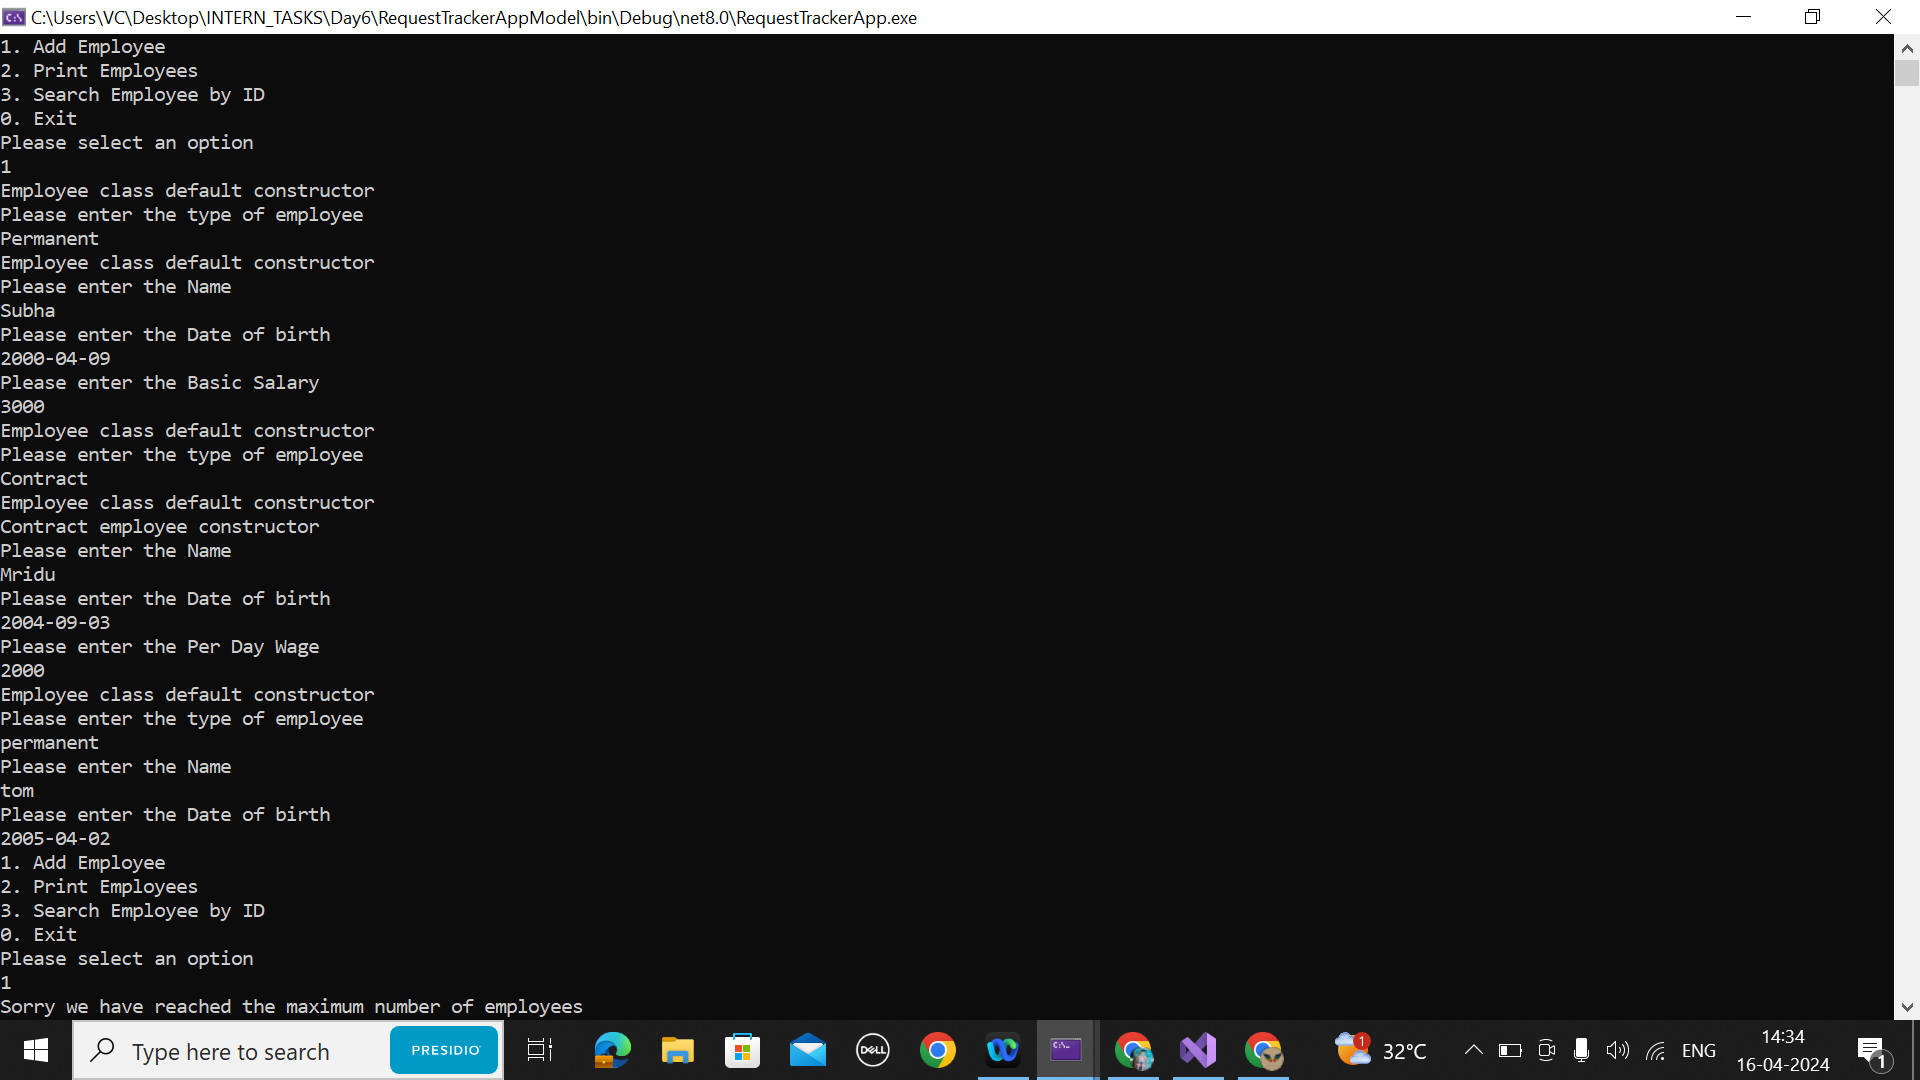 C:\Users\VC\Desktop\INTERN_TASKS\Day6\RequestTrackerAppModel\bin\Debug\net8.0\RequestTrackerApp.exe
1. Add Employee
2. Print Employees
3. Search Employee by ID
0. Exit
Please select an option
1
Employee class default constructor
Please enter the type of employee
Permanent
Employee class default constructor
Please enter the Name
Subha
Please enter the Date of birth
2000-04-09
Please enter the Basic Salary
3000
Employee class default constructor
Please enter the type of employee
Contract
Employee class default constructor
Contract employee constructor
Please enter the Name
Mridu
Please enter the Date of birth
2004-09-03
Please enter the Per Day Wage
2000
Employee class default constructor
Please enter the type of employee
permanent
Please enter the Name
tom
Please enter the Date of birth
2005-04-02
1. Add Employee
2. Print Employees
3. Search Employee by ID
0. Exit
Please select an option
1
Sorry we have reached the maximum number of employees
Type here to search
PRESIDIO
DELL
1
32°C
ENG
14:34
16-04-2024
1